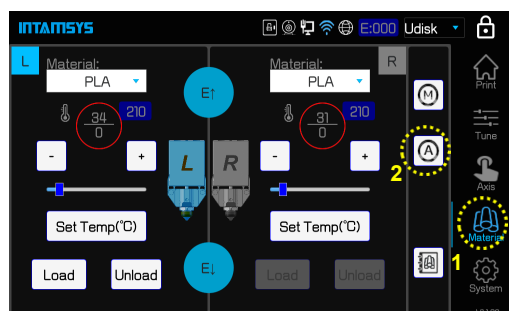 INTAMSYS E:000 Udisk
L Material: Material: R
PLA PLA
E↑
Print
M
34 210 31 210
0 0
Tune
A
- + - +
L R
2
Axis
Material
Set Temp(℃) Set Temp(℃)
1
E↓
Load Unload Load Unload
System